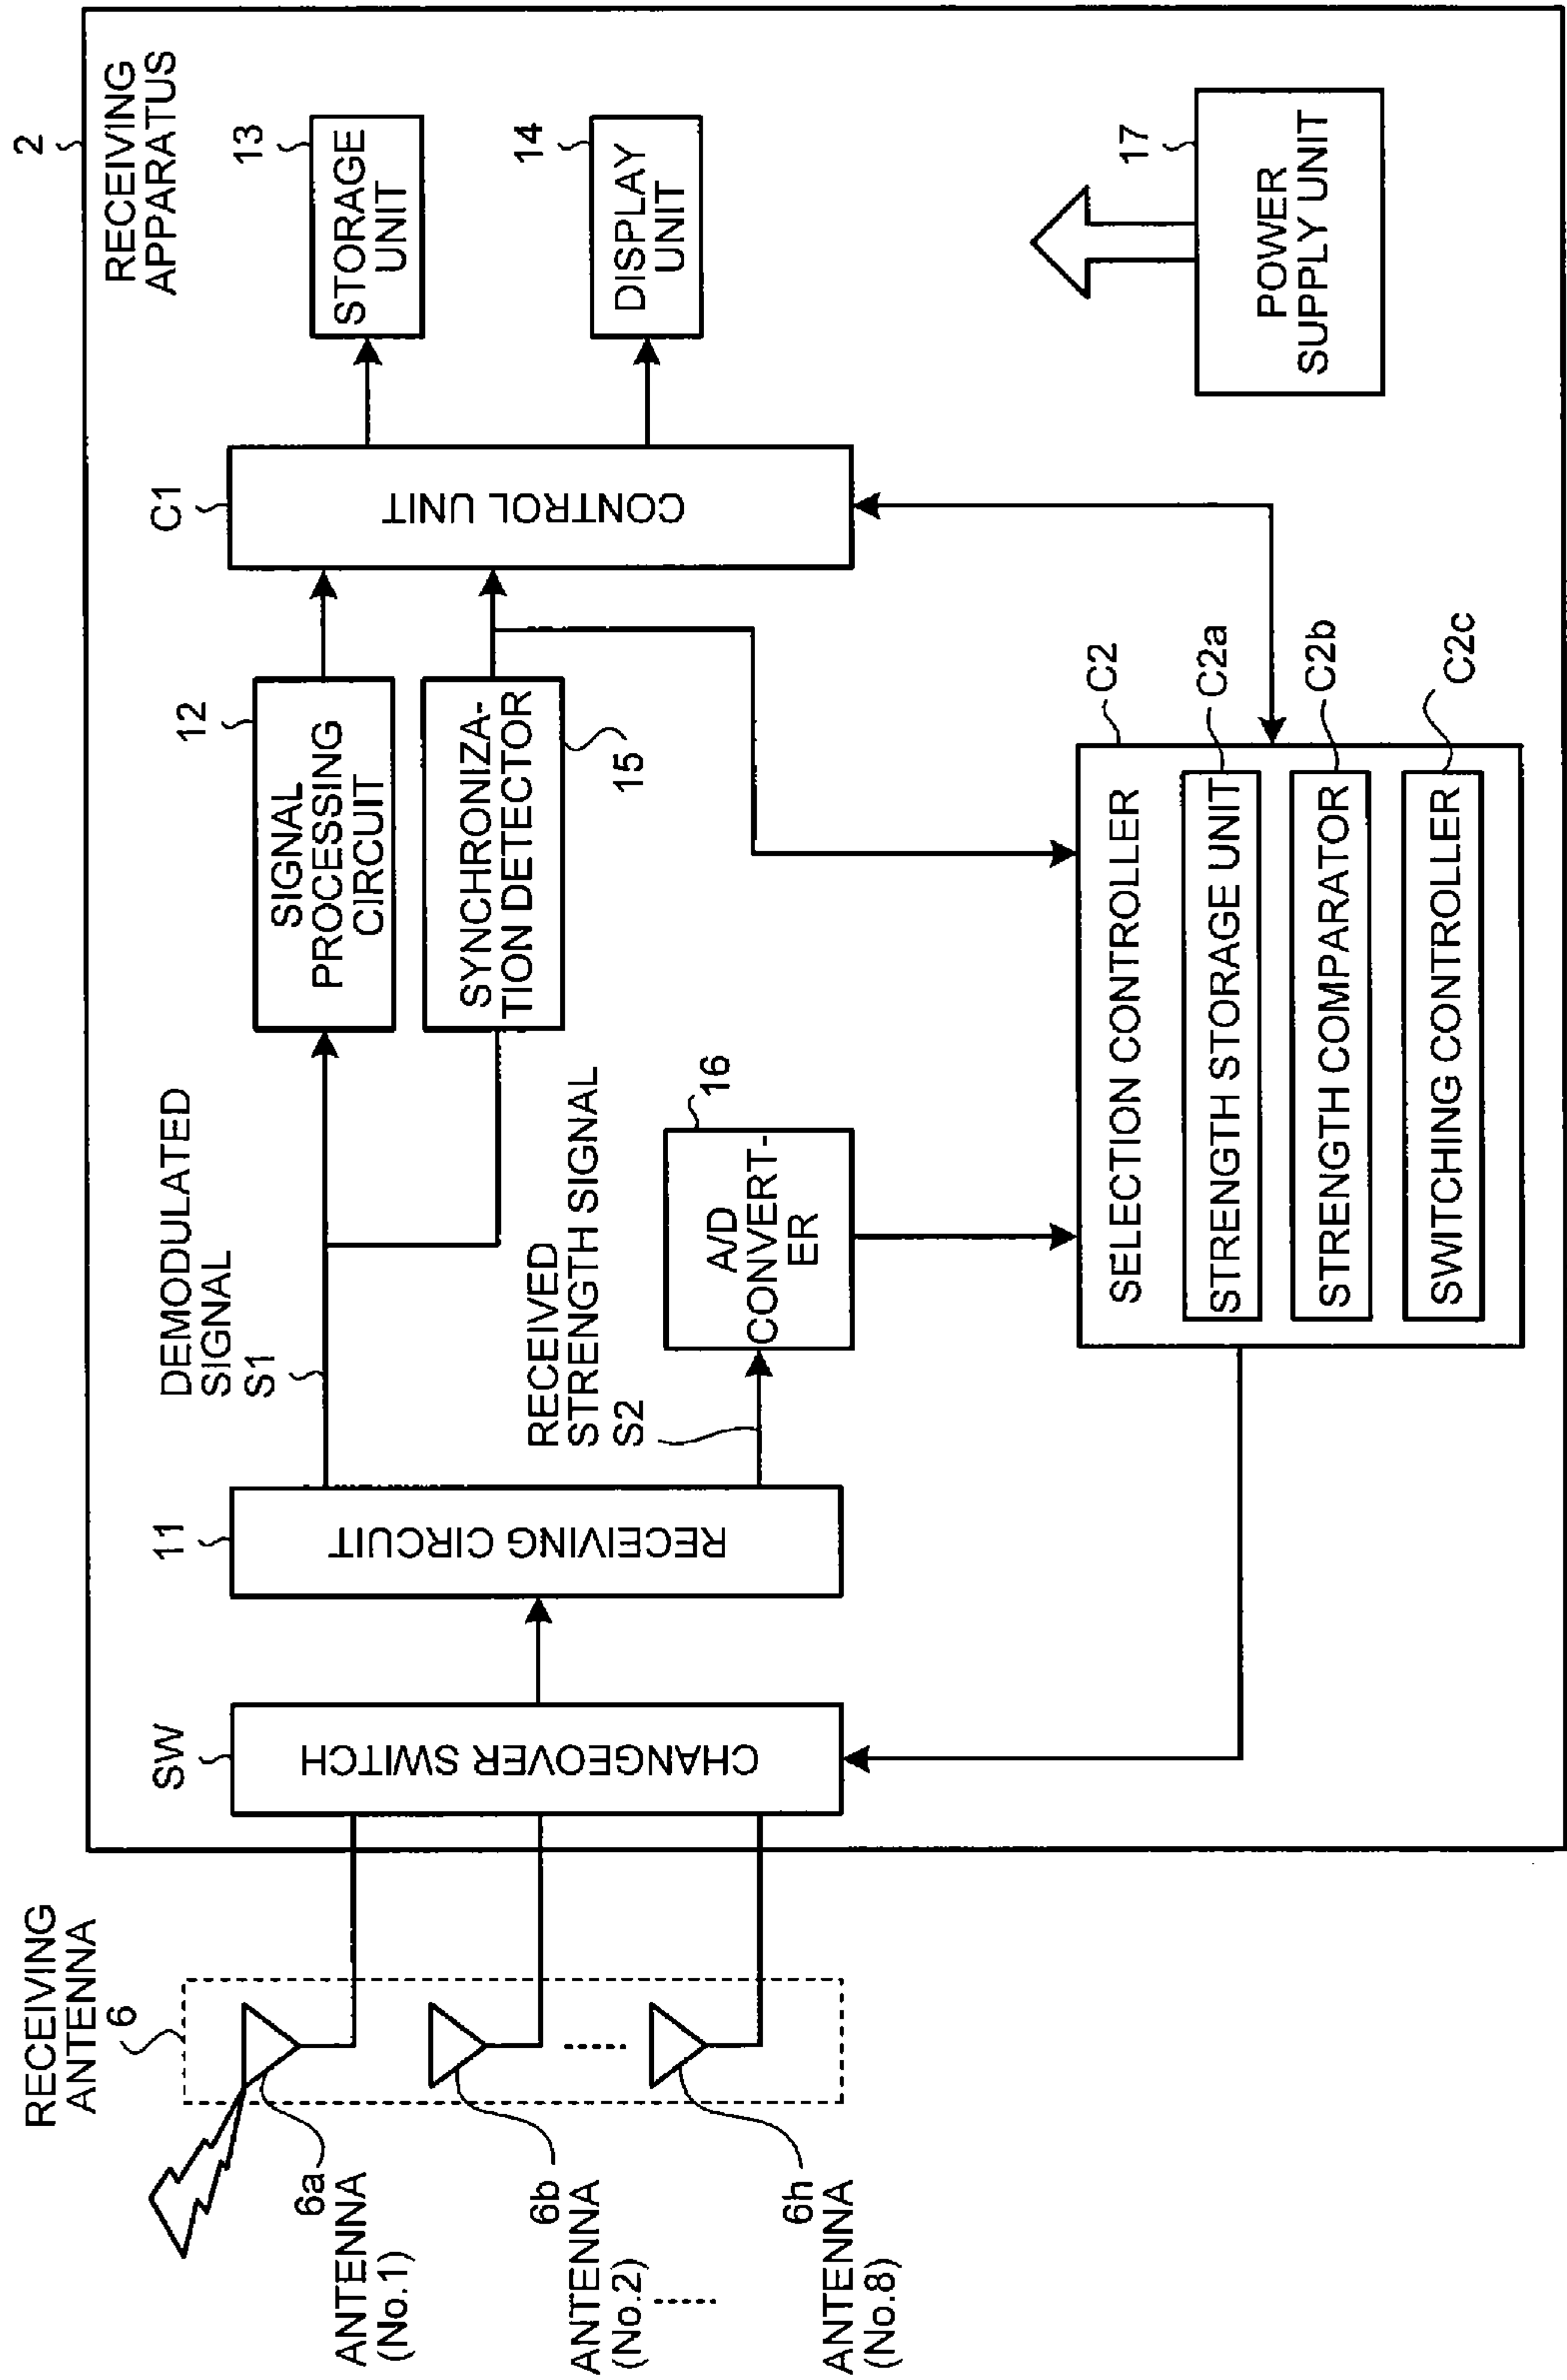 2
RECEIVING
APPARATUS
RECEIVING
ANTENNA
6
6a
ANTENNA
(No.1)
6b
ANTENNA
(No.2)
6h
ANTENNA
(No.8)
SW
CHANGEOVER SWITCH
11
RECEIVING CIRCUIT
DEMODULATED
SIGNAL
S1
RECEIVED
STRENGTH SIGNAL
S2
12
SIGNAL
PROCESSING
CIRCUIT
SYNCHRONIZA-
TION DETECTOR
15
16
A/D
CONVERT-
ER
C1
CONTROL UNIT
13
STORAGE
UNIT
14
DISPLAY
UNIT
C2
SELECTION CONTROLLER
C2a
STRENGTH STORAGE UNIT
C2b
STRENGTH COMPARATOR
C2c
SWITCHING CONTROLLER
17
POWER
SUPPLY UNIT